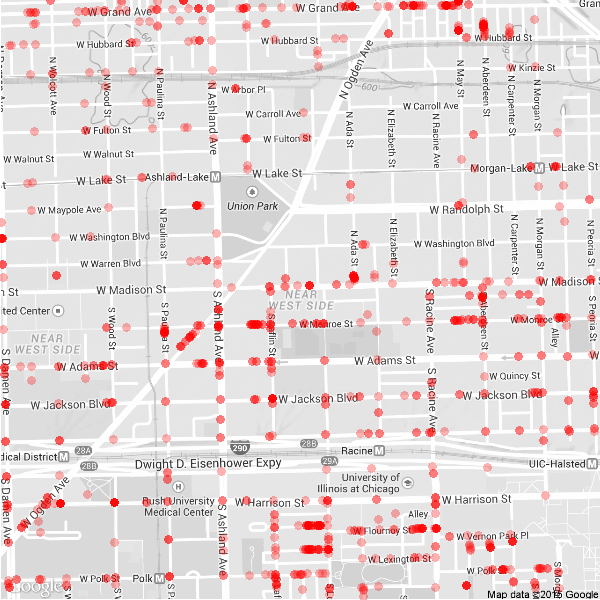 W Grand Ave
W Grand Ave
Gran
W Hubbard St
W Hubbard St
W Hubbard St
N Ogden Ave
600'
W Kinzie St
N Wolcott Ave
N Wood St
N Paulina St
N Ashland Ave
W Arbor Pl
N May St
N Aberdeen St
N Carpenter St
N Morgan St
W Carroll Ave
W Carroll Ave
N Ada St
N Elizabeth St
N Racine Ave
W Fulton St
W Fulton St
W Walnut St
W Walnut St
W Lake St
Ashland-Lake M
W Lake St
Morgan-Lake M
W Lake St
Union Park
W Maypole Ave
W Randolph St
N Paulina St
N Ada St
N Elizabeth St
N Carpenter St
N Morgan St
N Peoria St
W Washington Blvd
W Washington Blvd
W Warren Blvd
W Madison St
W Madison St
n St
ted Center
NEAR
WEST SIDE
S Wood St
S Paulina St
S Ashland Ave
W Monroe St
S Racine Ave
Aberdeen St
W Monroe
Alley
S Peoria St
NEAR
WEST SIDE
S Laflin St
S Damen Ave
W Adams St
W Adams St
W Quincy St
W Jackson Blvd
W Jackson Blvd
W Jackson Blvd
S Racine Ave
28A
290
28B
Racine M
dical District M
28B
Dwight D. Eisenhower Expy
29A
UIC-Halsted M
University of
Illinois at Chicago
S Damen Ave
W Ogden Ave
Rush University
Medical Center
S Ashland Ave
W Harrison St
W Harrison St
Alley
W Flournoy St
W Vernon Park Pl
W Lexington St
W Polk St
Polk M
W Polk
Google
Map data ©2015 Google